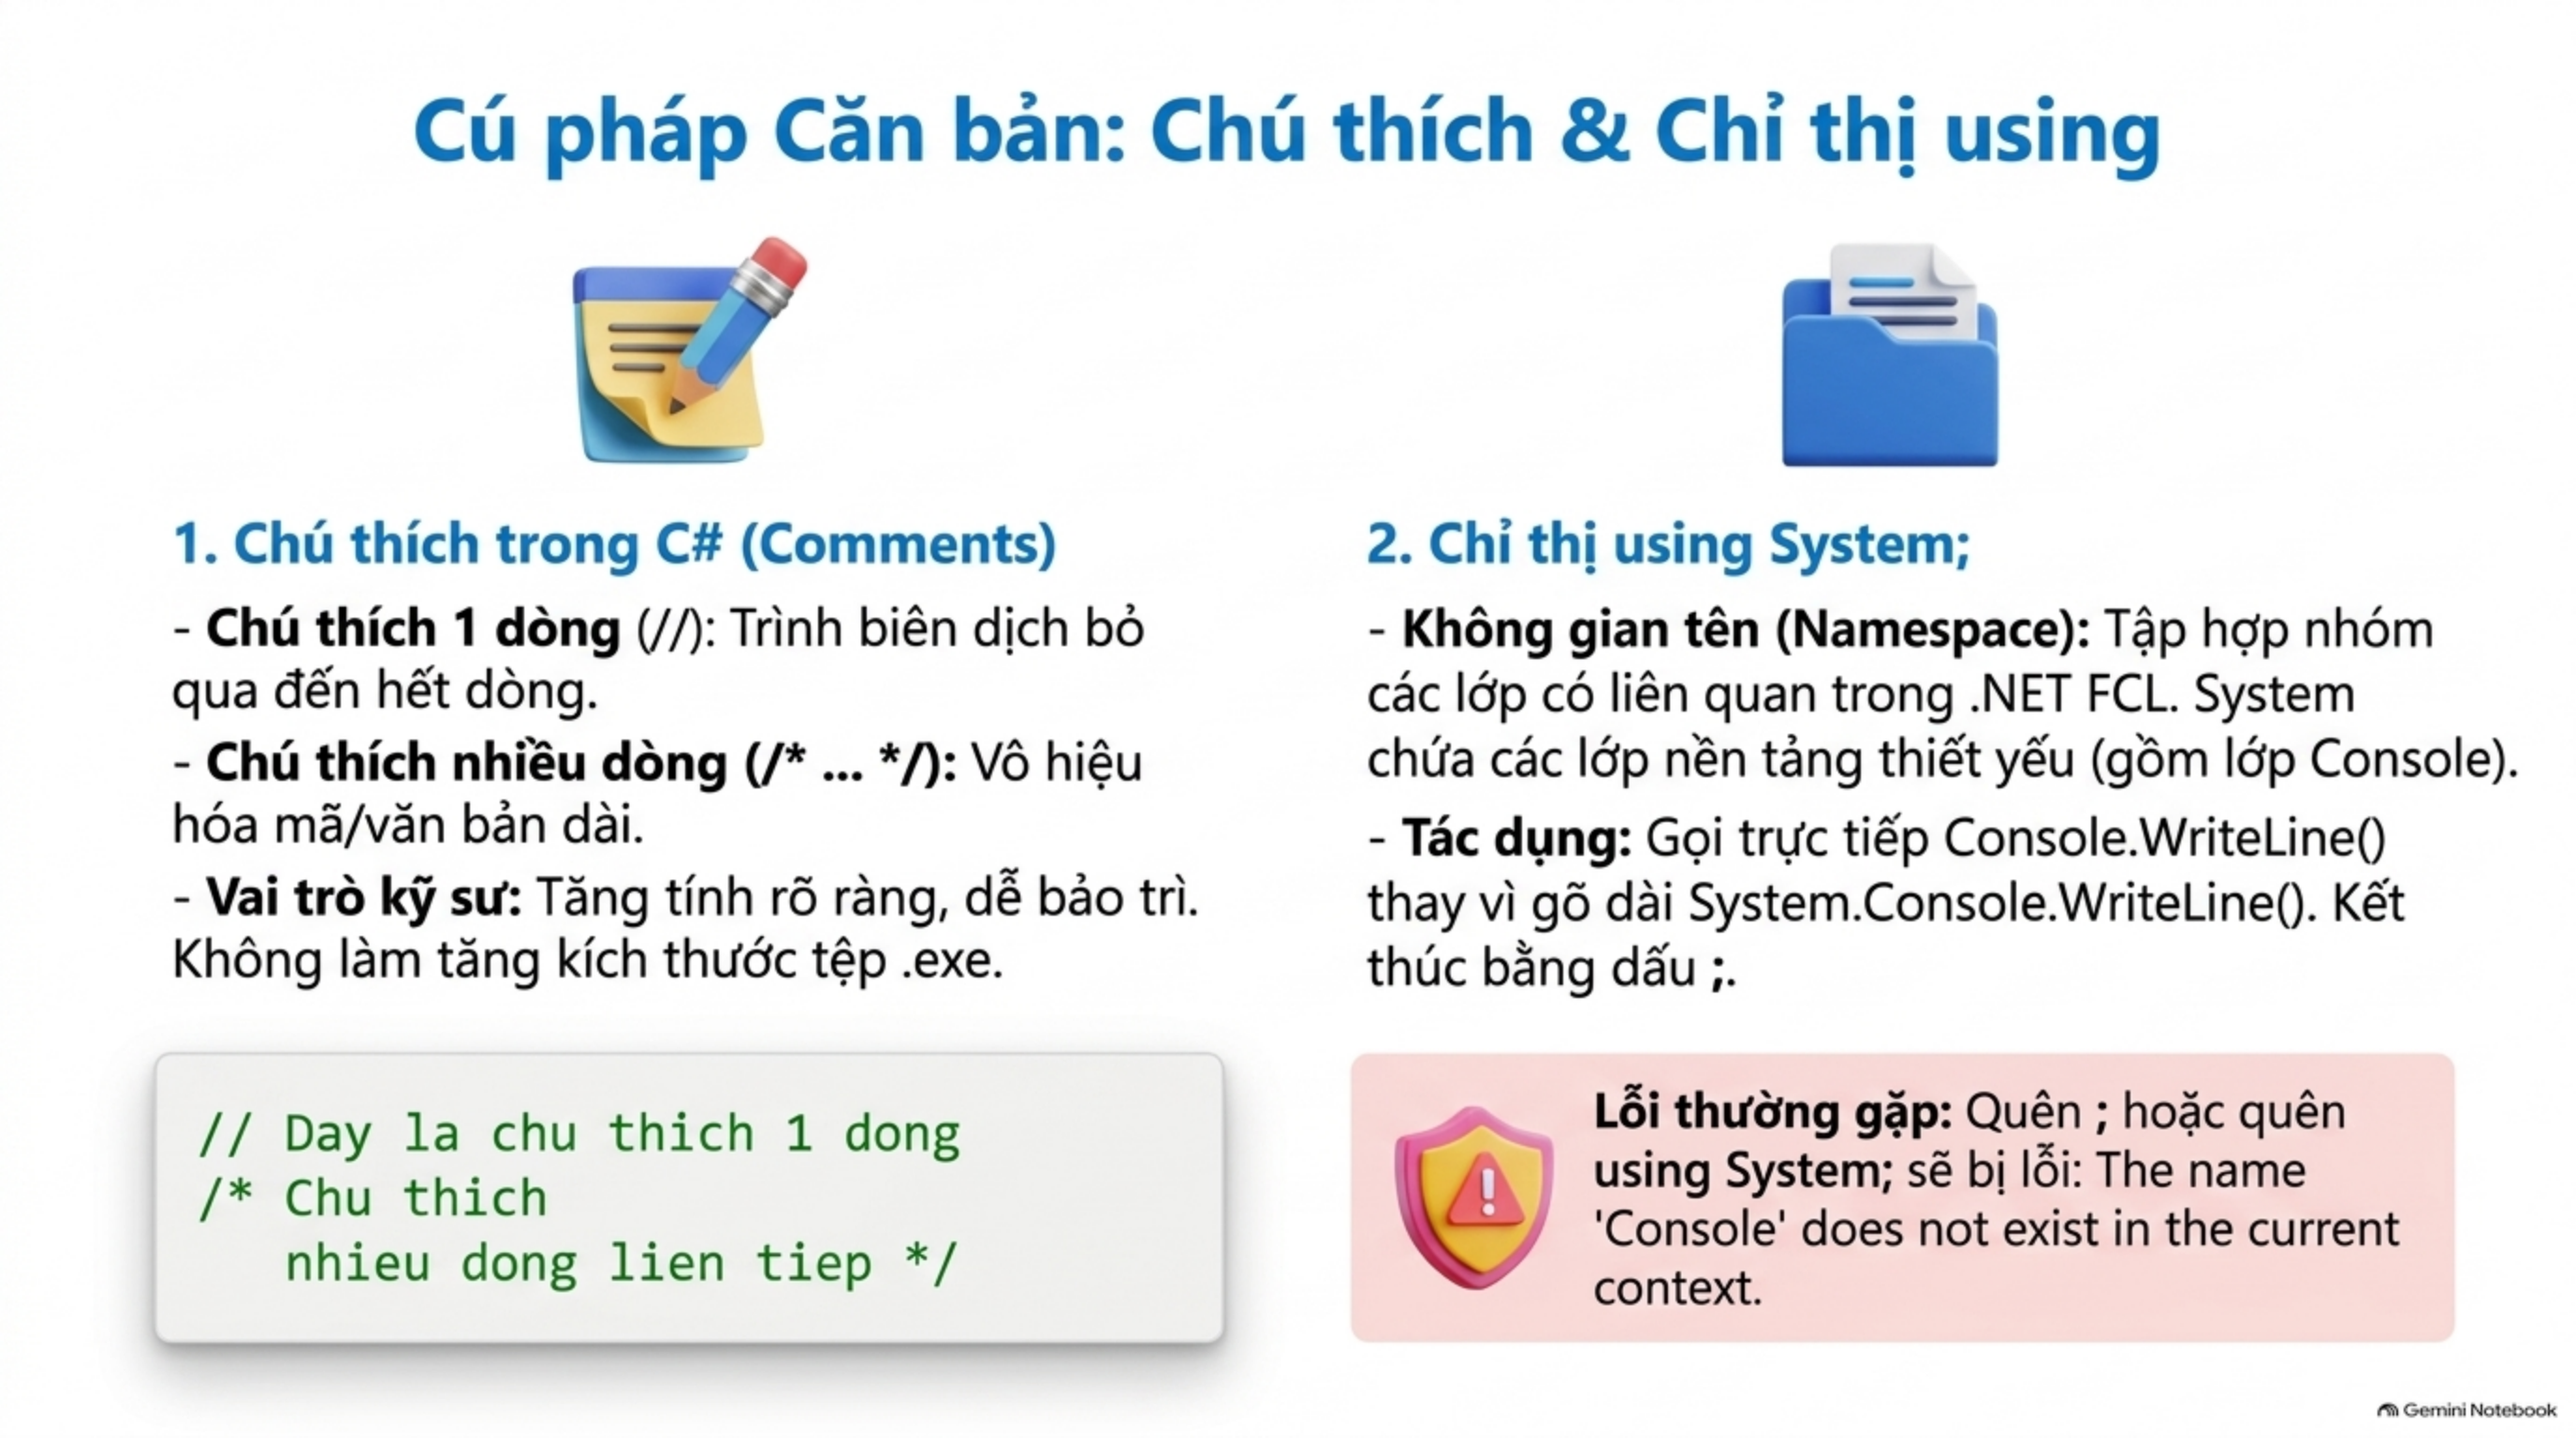 Cú pháp Căn bản: Chú thích & Chỉ thị using
1. Chú thích trong C# (Comments)
- Chú thích 1 dòng (//): Trình biên dịch bỏ
qua đến hết dòng.
- Chú thích nhiều dòng (/* ... */): Vô hiệu
hóa mã/văn bản dài.
- Vai trò kỹ sư: Tăng tính rõ ràng, dễ bảo trì.
Không làm tăng kích thước tệp .exe.
// Day la chu thich 1 dong
/* Chu thich
nhieu dong lien tiep */
2. Chỉ thị using System;
- Không gian tên (Namespace): Tập hợp nhóm
các lớp có liên quan trong .NET FCL. System
chứa các lớp nền tảng thiết yếu (gồm lớp Console).
- Tác dụng: Gọi trực tiếp Console.WriteLine()
thay vì gõ dài System.Console.WriteLine(). Kết
thúc bằng dấu ;.
Lỗi thường gặp: Quên ; hoặc quên
using System; sẽ bị lỗi: The name
'Console' does not exist in the current
context.
Gemini Notebook